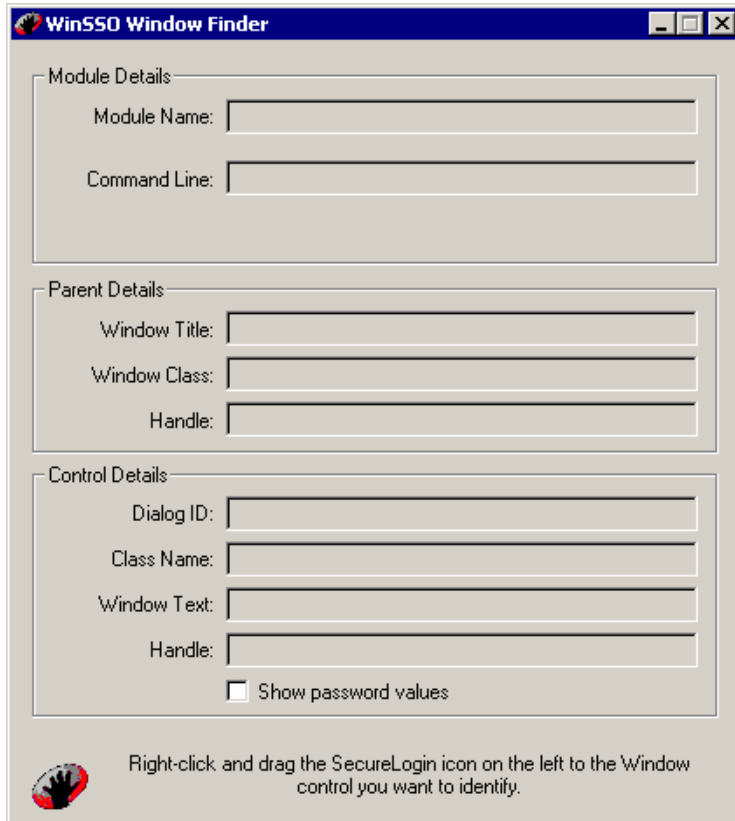 WinSSO Window Finder
Module Details
Module Name:
Command Line:
Parent Details
Window Title:
Window Class:
Handle:
Control Details
Dialog ID:
Class Name:
Window Text:
Handle:
Show password values
Right-click and drag the SecureLogin icon on the left to the Window
control you want to identify.